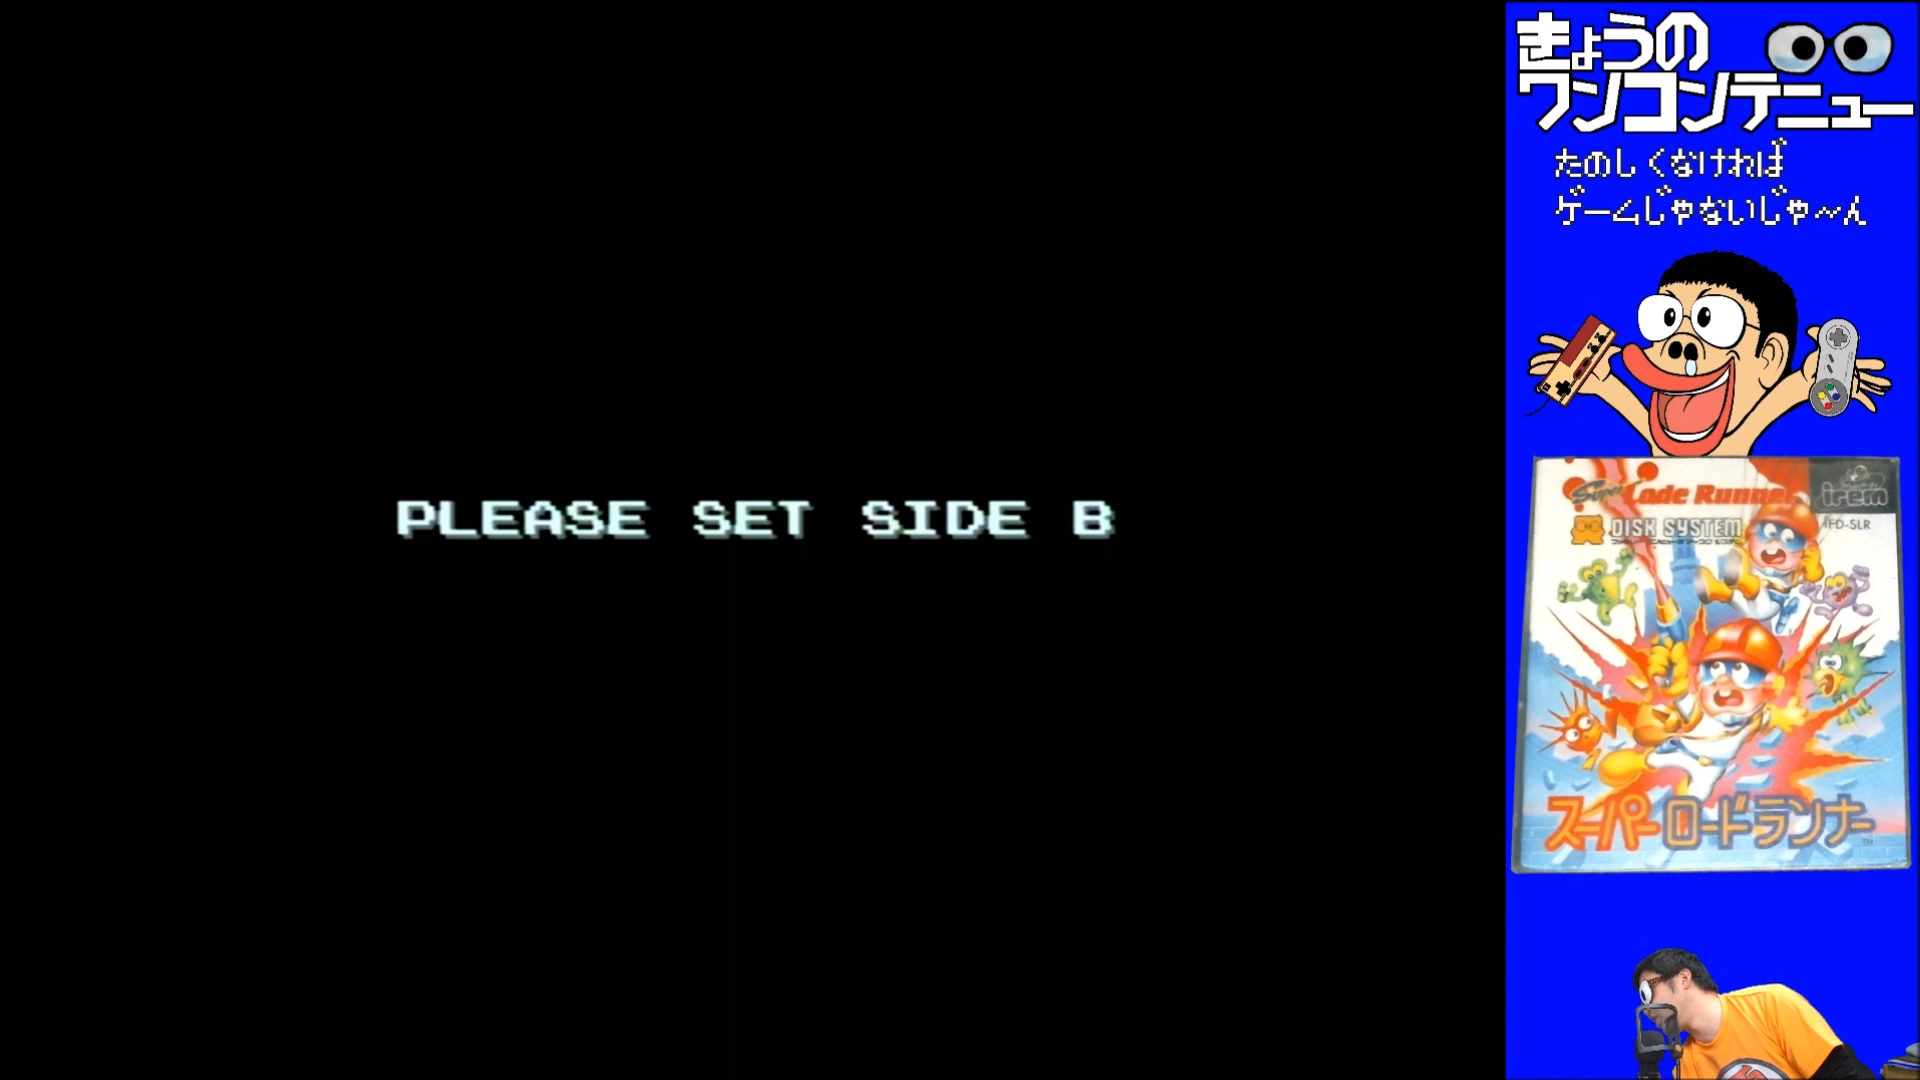 PLEASE SET SIDE B
きょうの
ワンコンテニュー
たのしくなければ
ゲームじゃないじゃ〜ん
Super Lode Runner
irem
IFD-SLR
DISK SYSTEM
スーパーロードランナー